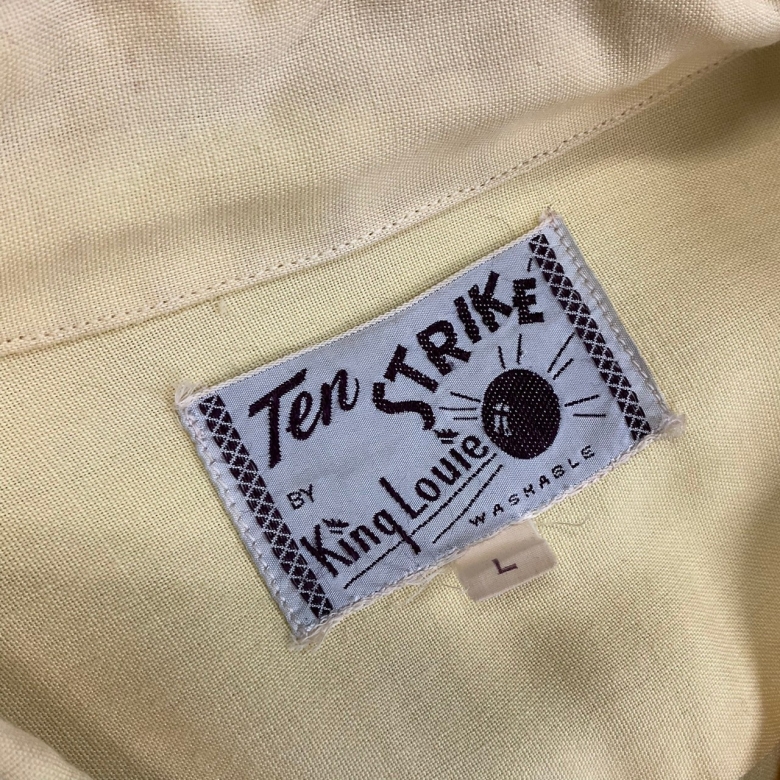 Ten STRIKE
BY
King Louie
WASHABLE
L